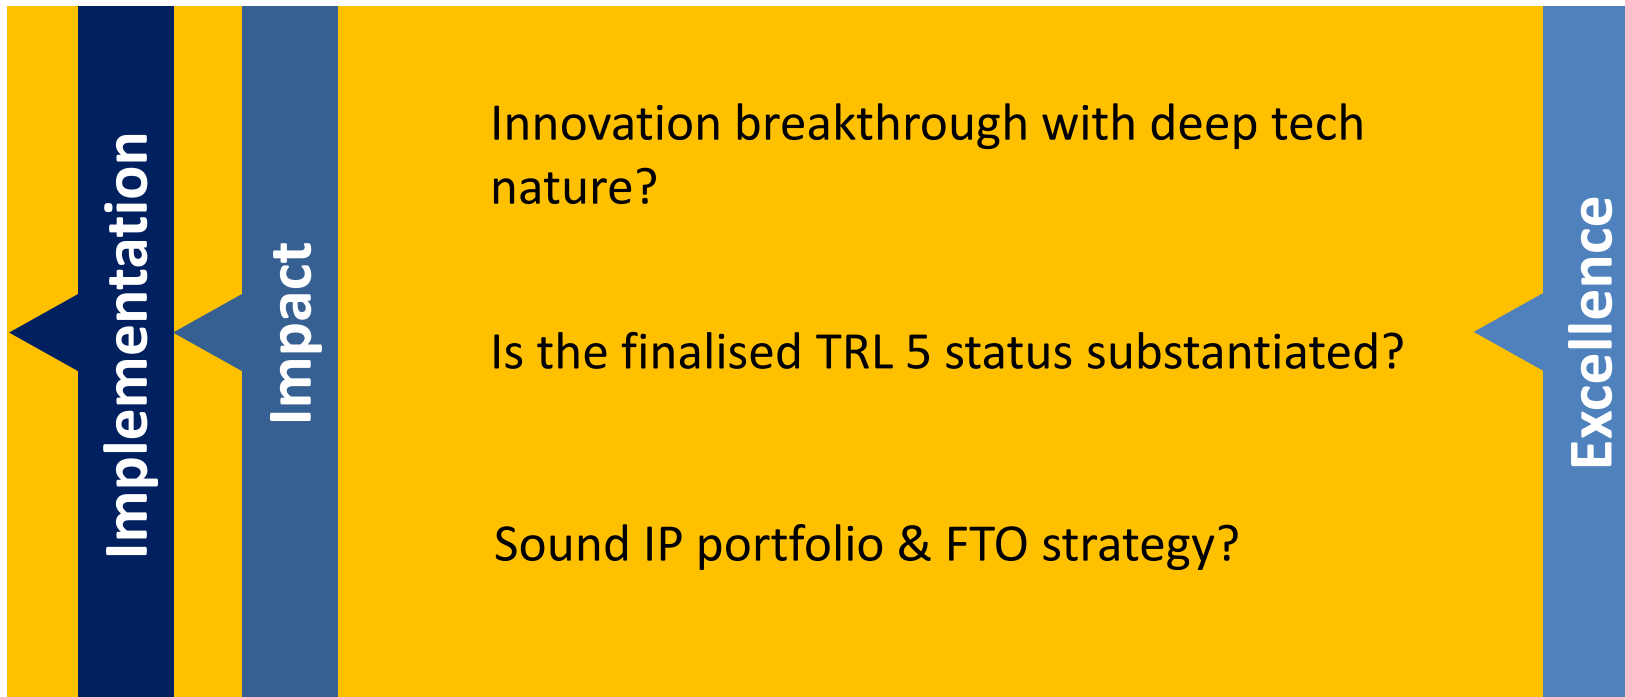 Implementation
Impact
Innovation breakthrough with deep tech
nature?
Is the finalised TRL 5 status substantiated?
Sound IP portfolio & FTO strategy?
Excellence